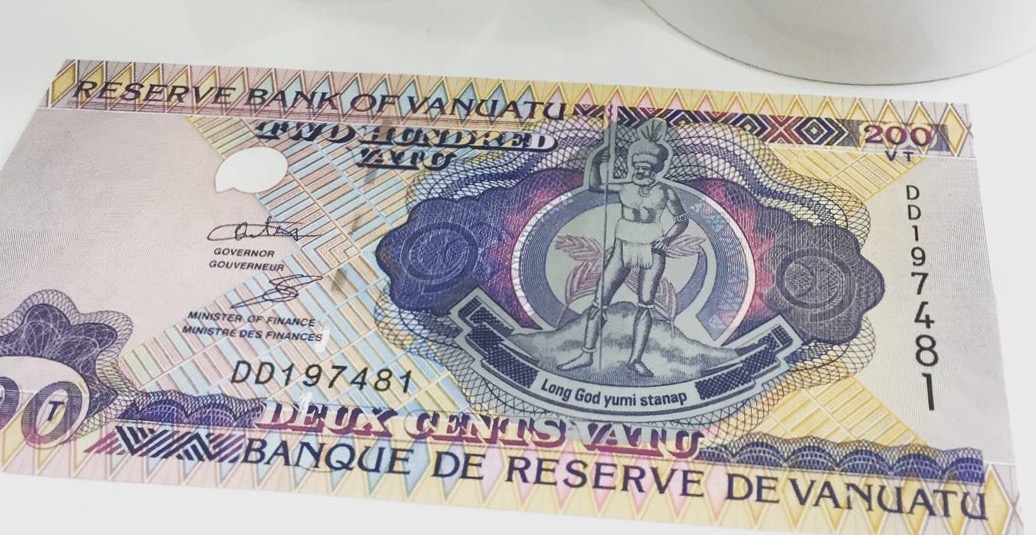 RESERVE BANK OF VANUATU
200
VT
TWO HUNDRED
VATU
DD197481
GOVERNOR
GOUVERNEUR
MINISTER OF FINANCE
MINISTRE DES FINANCES
DD197481
Long God yumi stanap
DEUX CENTS VATU
BANQUE DE RESERVE DE VANUATU